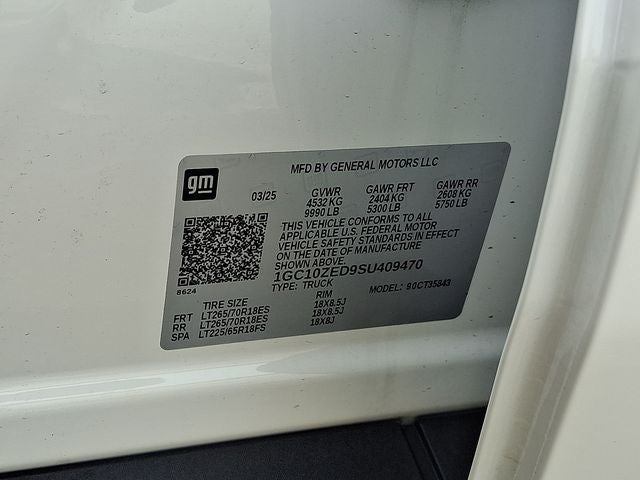 gm
MFD BY GENERAL MOTORS LLC
03/25 GVWR GAWR FRT GAWR RR
4532 KG 2404 KG 2608 KG
9990 LB 5300 LB 5750 LB
THIS VEHICLE CONFORMS TO ALL
APPLICABLE U.S. FEDERAL MOTOR
VEHICLE SAFETY STANDARDS IN EFFECT
ON THE DATE OF MANUFACTURE
SHOWN ABOVE.
1GC10ZED9SU409470
8624 TYPE: TRUCK MODEL: 90CT35843
TIRE SIZE RIM
FRT LT265/70R18ES 18X8.5J
RR LT265/70R18ES 18X8.5J
SPA LT225/65R18FS 18X8J